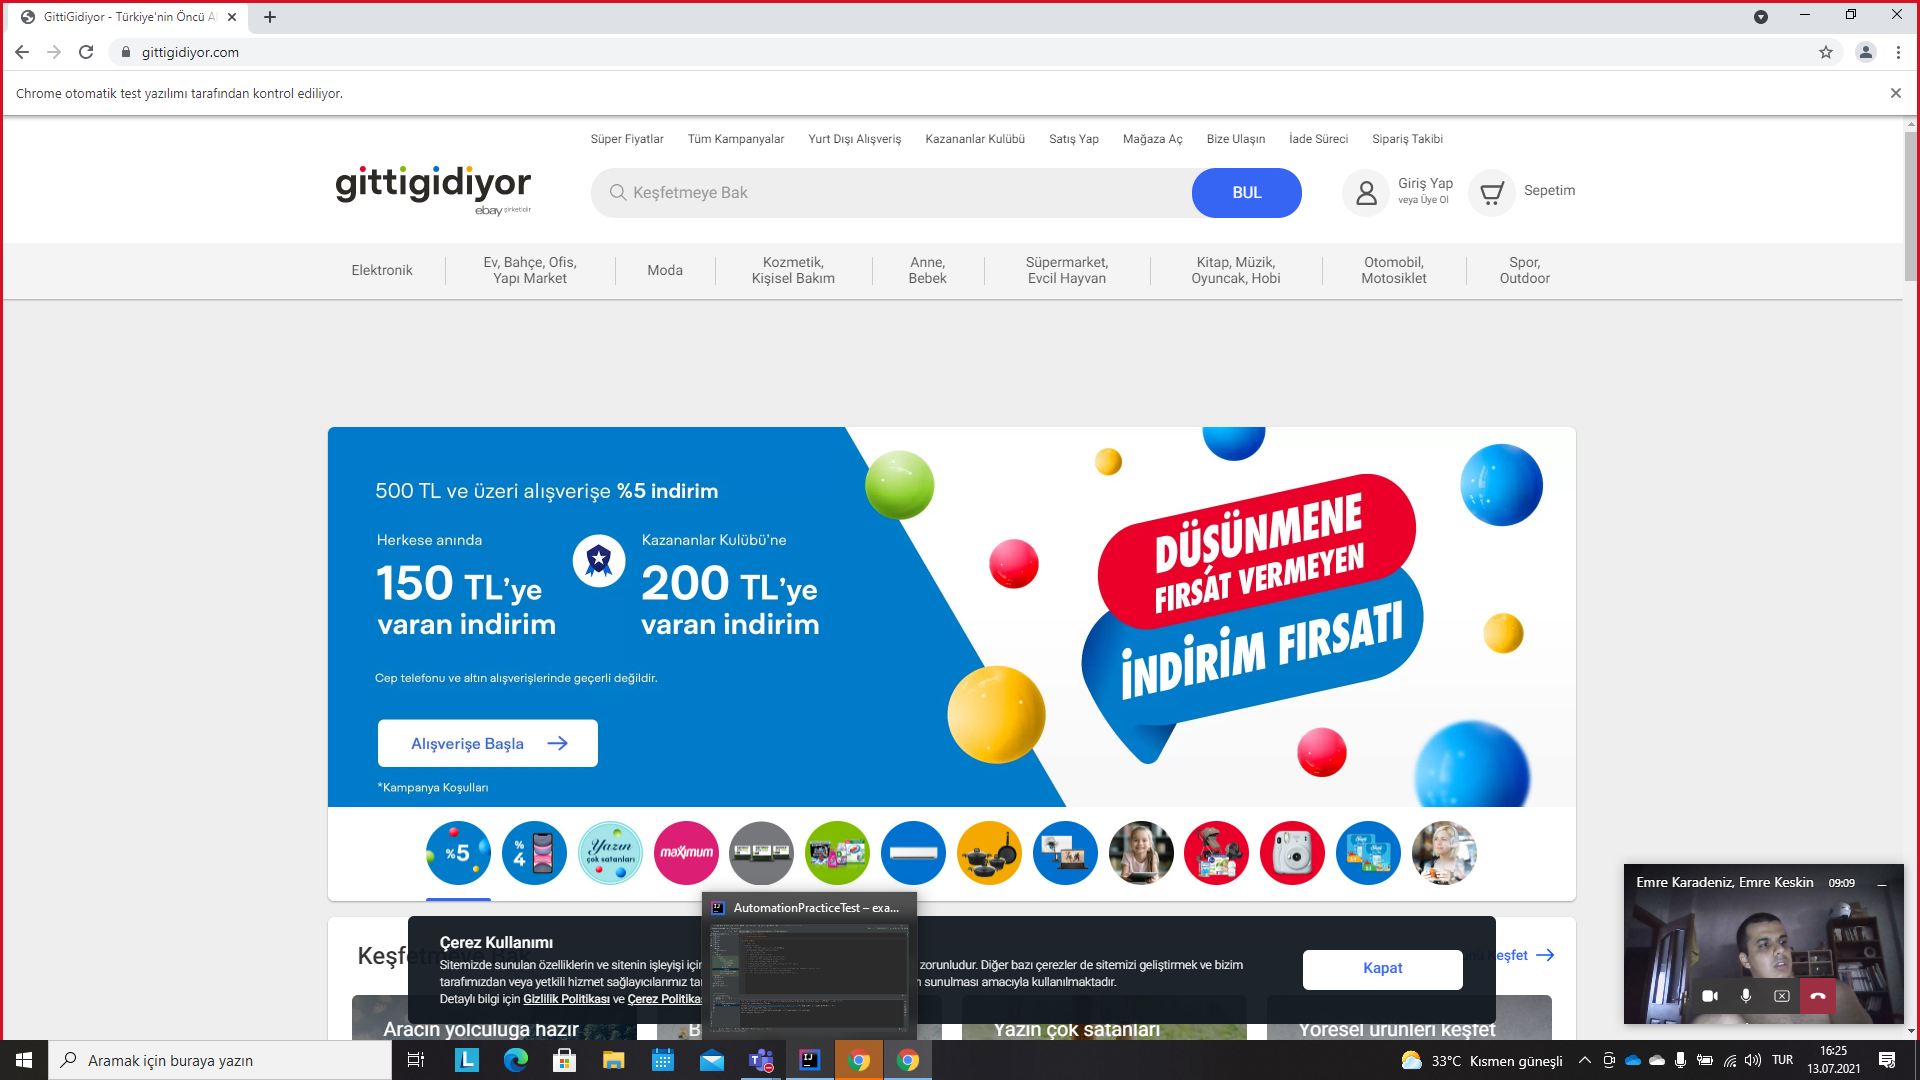 GittiGidiyor - Türkiye'nin Öncü A
gittigidiyor.com
Chrome otomatik test yazılımı tarafından kontrol ediliyor.
Süper Fiyatlar Tüm Kampanyalar Yurt Dışı Alışveriş Kazananlar Kulübü Satış Yap Mağaza Aç Bize Ulaşın İade Süreci Sipariş Takibi
gittigidiyor
ebay şirketidir
Keşfetmeye Bak
BUL
Giriş Yap
veya Üye Ol
Sepetim
Elektronik
Ev, Bahçe, Ofis,
Yapı Market
Moda
Kozmetik,
Kişisel Bakım
Anne,
Bebek
Süpermarket,
Evcil Hayvan
Kitap, Müzik,
Oyuncak, Hobi
Otomobil,
Motosiklet
Spor,
Outdoor
500 TL ve üzeri alışverişe %5 indirim
Herkese anında
150 TL'ye
varan indirim
Kazananlar Kulübü'ne
200 TL'ye
varan indirim
Cep telefonu ve altın alışverişlerinde geçerli değildir.
Alışverişe Başla
*Kampanya Koşulları
DÜŞÜNMENE
FIRSAT VERMEYEN
İNDİRİM FIRSATI
%5
%
4
Yazın
çok satanları
maximum
AutomationPracticeTest – exa...
Çerez Kullanımı
Sitemizde sunulan özelliklerin ve sitenin işleyişi için zorunludur. Diğer bazı çerezler de sitemizi geliştirmek ve bizim
tarafımızdan veya yetkili hizmet sağlayıcılarımız sunulması amacıyla kullanılmaktadır.
Detaylı bilgi için Gizlilik Politikası ve Çerez Politika
Kapat
Keşfet
Aracın yolculuğa hazır
Yazın çok satanları
Yöresel ürünleri keşfet
Emre Karadeniz, Emre Keskin 09:09
Aramak için buraya yazın
33°C Kısmen güneşli
TUR
16:25
13.07.2021